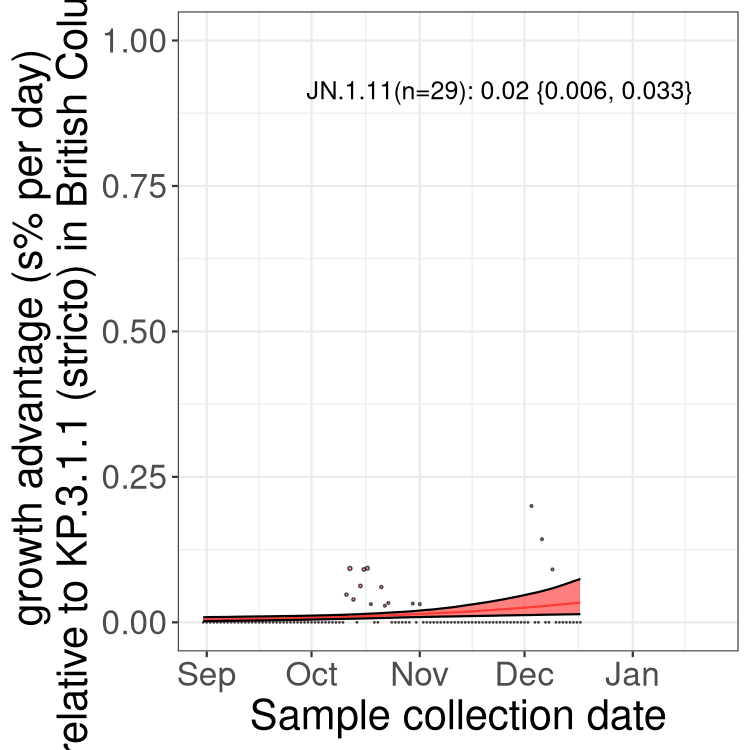 growth advantage (s% per day)
relative to KP.3.1.1 (stricto) in British Colu
1.00
0.75
0.50
0.25
0.00
JN.1.11(n=29): 0.02 {0.006, 0.033}
Sep Oct Nov Dec Jan
Sample collection date